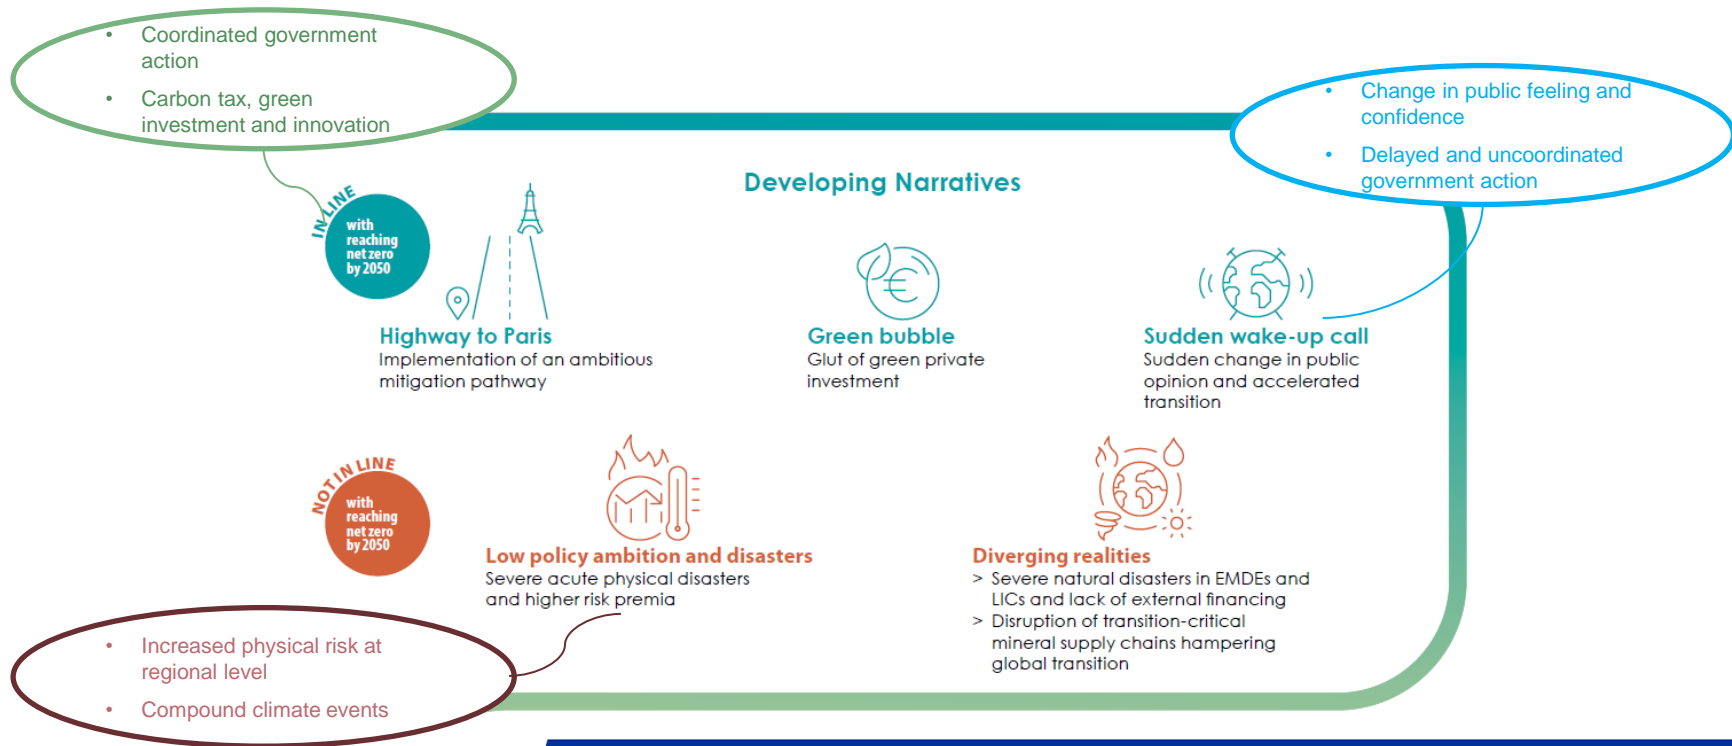 • Coordinated government
action
• Carbon tax, green
investment and innovation
• Change in public feeling and
confidence
• Delayed and uncoordinated
government action
Developing Narratives
IN LINE
with
reaching
net zero
by 2050
Highway to Paris
Implementation of an ambitious
mitigation pathway
Green bubble
Glut of green private
investment
Sudden wake-up call
Sudden change in public
opinion and accelerated
transition
NOT IN LINE
with
reaching
net zero
by 2050
Low policy ambition and disasters
Severe acute physical disasters
and higher risk premia
Diverging realities
> Severe natural disasters in EMDEs and
LICs and lack of external financing
> Disruption of transition-critical
mineral supply chains hampering
global transition
• Increased physical risk at
regional level
• Compound climate events